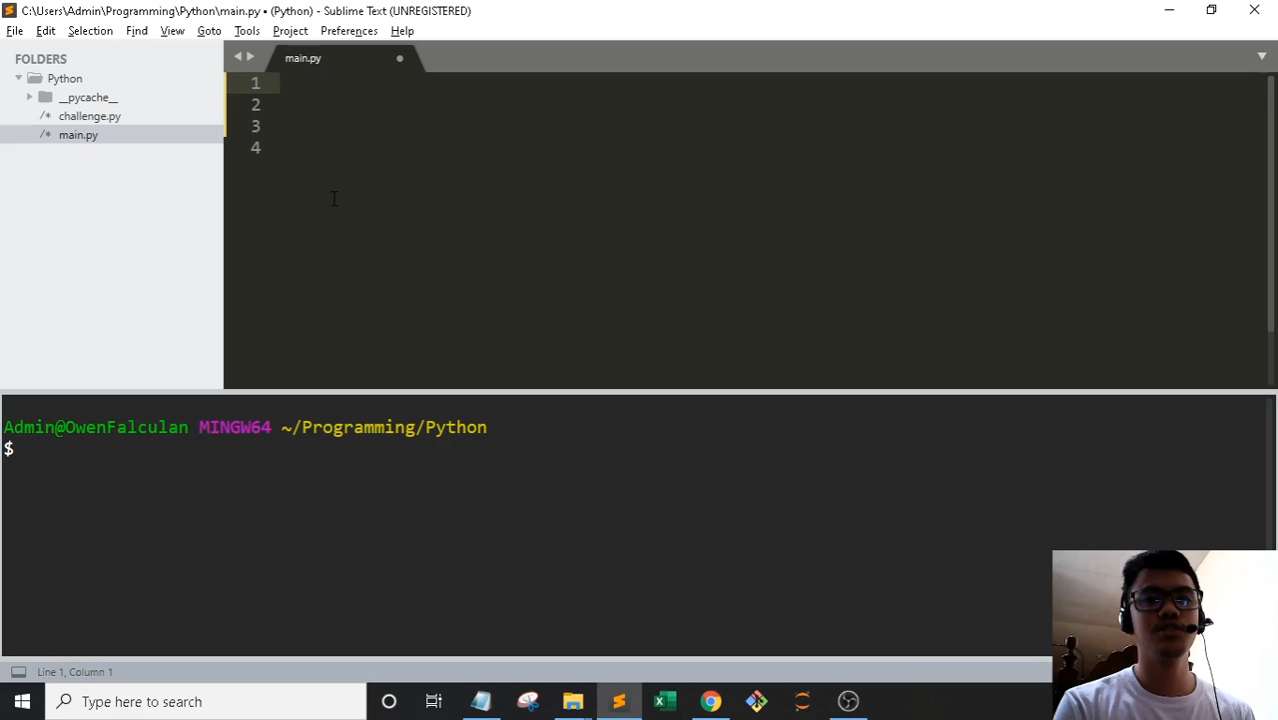 C:\Users\Admin\Programming\Python\main.py • (Python) - Sublime Text (UNREGISTERED)
File Edit Selection Find View Goto Tools Project Preferences Help
FOLDERS
Python
__pycache__
/* challenge.py
/* main.py
main.py
1
2
3
4
Admin@OwenFalculan MINGW64 ~/Programming/Python
$
Line 1, Column 1
Type here to search